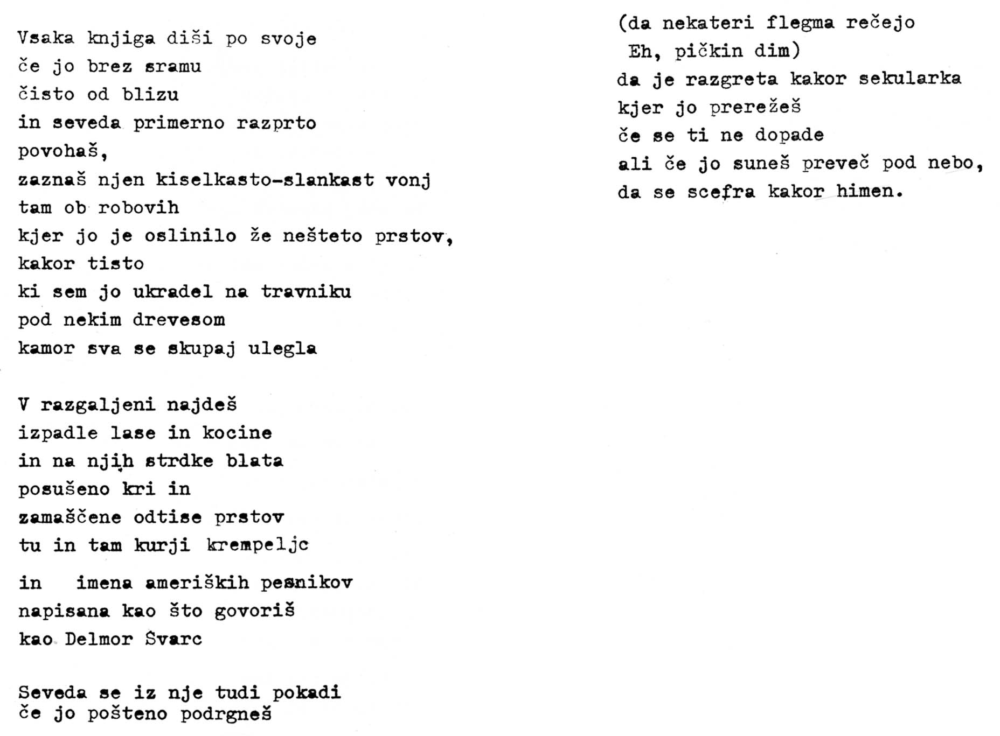 Vsaka knjiga diši po svoje
če jo brez sramu
čisto od blizu
in seveda primerno razprto
povohaš,
zaznaš njen kiselkasto-slankast vonj
tam ob robovih
kjer jo je oslinilo že nešteto prstov,
kakor tisto
ki sem jo ukradel na travniku
pod nekim drevesom
kamor sva se skupaj ulegla

V razgaljeni najdeš
izpadle lase in kocine
in na njih strdke blata
posušeno kri in
zamaščene odtise prstov
tu in tam kurji krempeljc
in imena ameriških pesnikov
napisana kao što govoriš
kao Delmor Švarc

Seveda se iz nje tudi pokadi
če jo pošteno podrgneš
(da nekateri flegma rečejo
Eh, pičkin dim)
da je razgreta kakor sekularka
kjer jo prerežeš
če se ti ne dopade
ali če jo suneš preveč pod nebo,
da se scefra kakor himen.